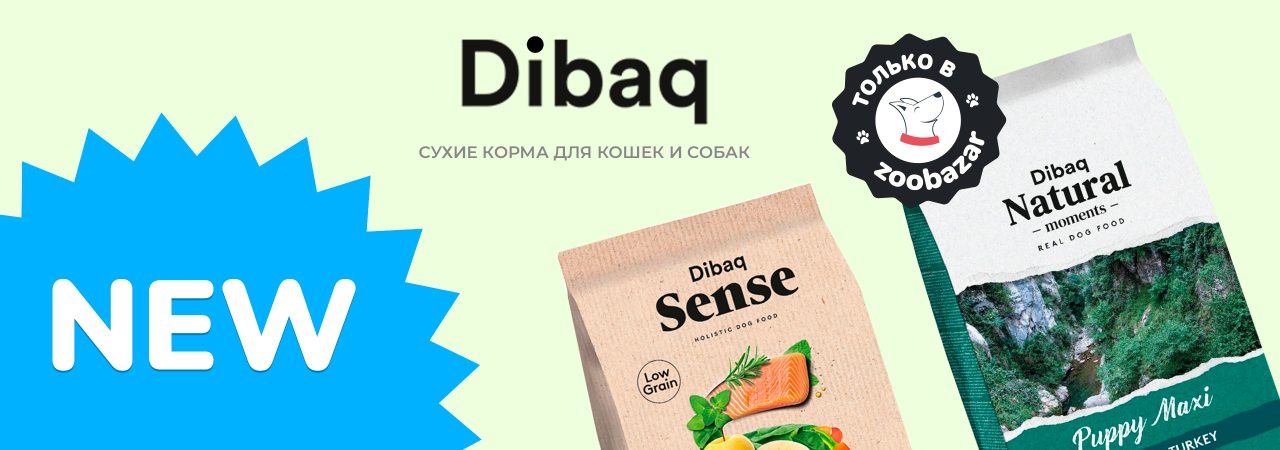 Dibaq
СУХИЕ КОРМА ДЛЯ КОШЕК И СОБАК
NEW
только в
zoobazar
Dibaq
Sense
HOLISTIC DOG FOOD
Low
Grain
Dibaq
Natural
– moments –
REAL DOG FOOD
Puppy Maxi
TURKEY